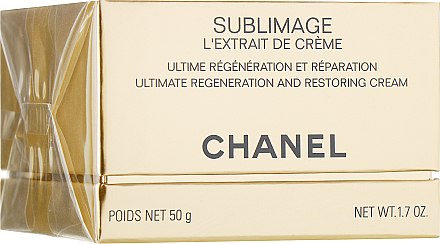 SUBLIMAGE
L'EXTRAIT DE CRÈME
ULTIME RÉGÉNÉRATION ET RÉPARATION
ULTIMATE REGENERATION AND RESTORING CREAM
CHANEL
POIDS NET 50 g NET WT. 1.7 OZ.